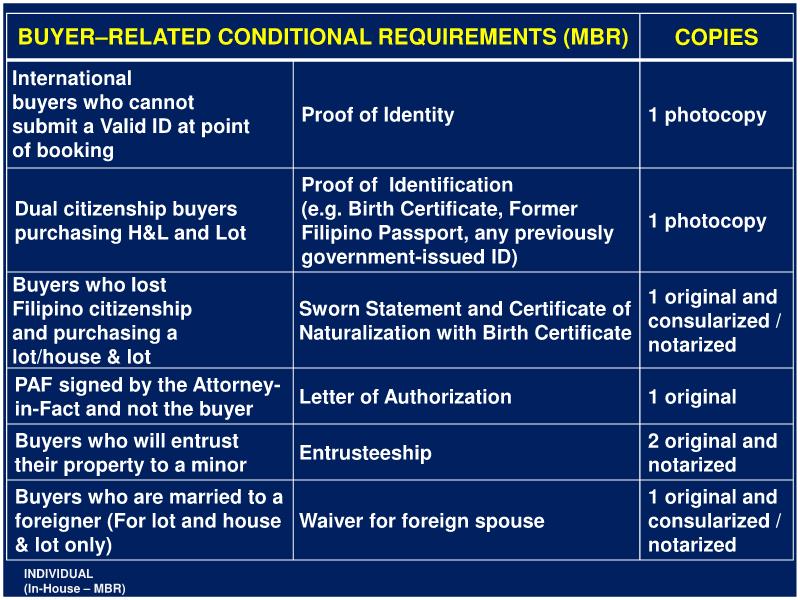 BUYER–RELATED CONDITIONAL REQUIREMENTS (MBR)
COPIES
International
buyers who cannot
submit a Valid ID at point
of booking
Proof of Identity
1 photocopy
Dual citizenship buyers
purchasing H&L and Lot
Proof of  Identification
(e.g. Birth Certificate, Former
Filipino Passport, any previously
government-issued ID)
1 photocopy
Buyers who lost
Filipino citizenship
and purchasing a
lot/house & lot
Sworn Statement and Certificate of
Naturalization with Birth Certificate
1 original and
consularized /
notarized
PAF signed by the Attorney-
in-Fact and not the buyer
Letter of Authorization
1 original
Buyers who will entrust
their property to a minor
Entrusteeship
2 original and
notarized
Buyers who are married to a
foreigner (For lot and house
& lot only)
Waiver for foreign spouse
1 original and
consularized /
notarized
INDIVIDUAL
(In-House – MBR)